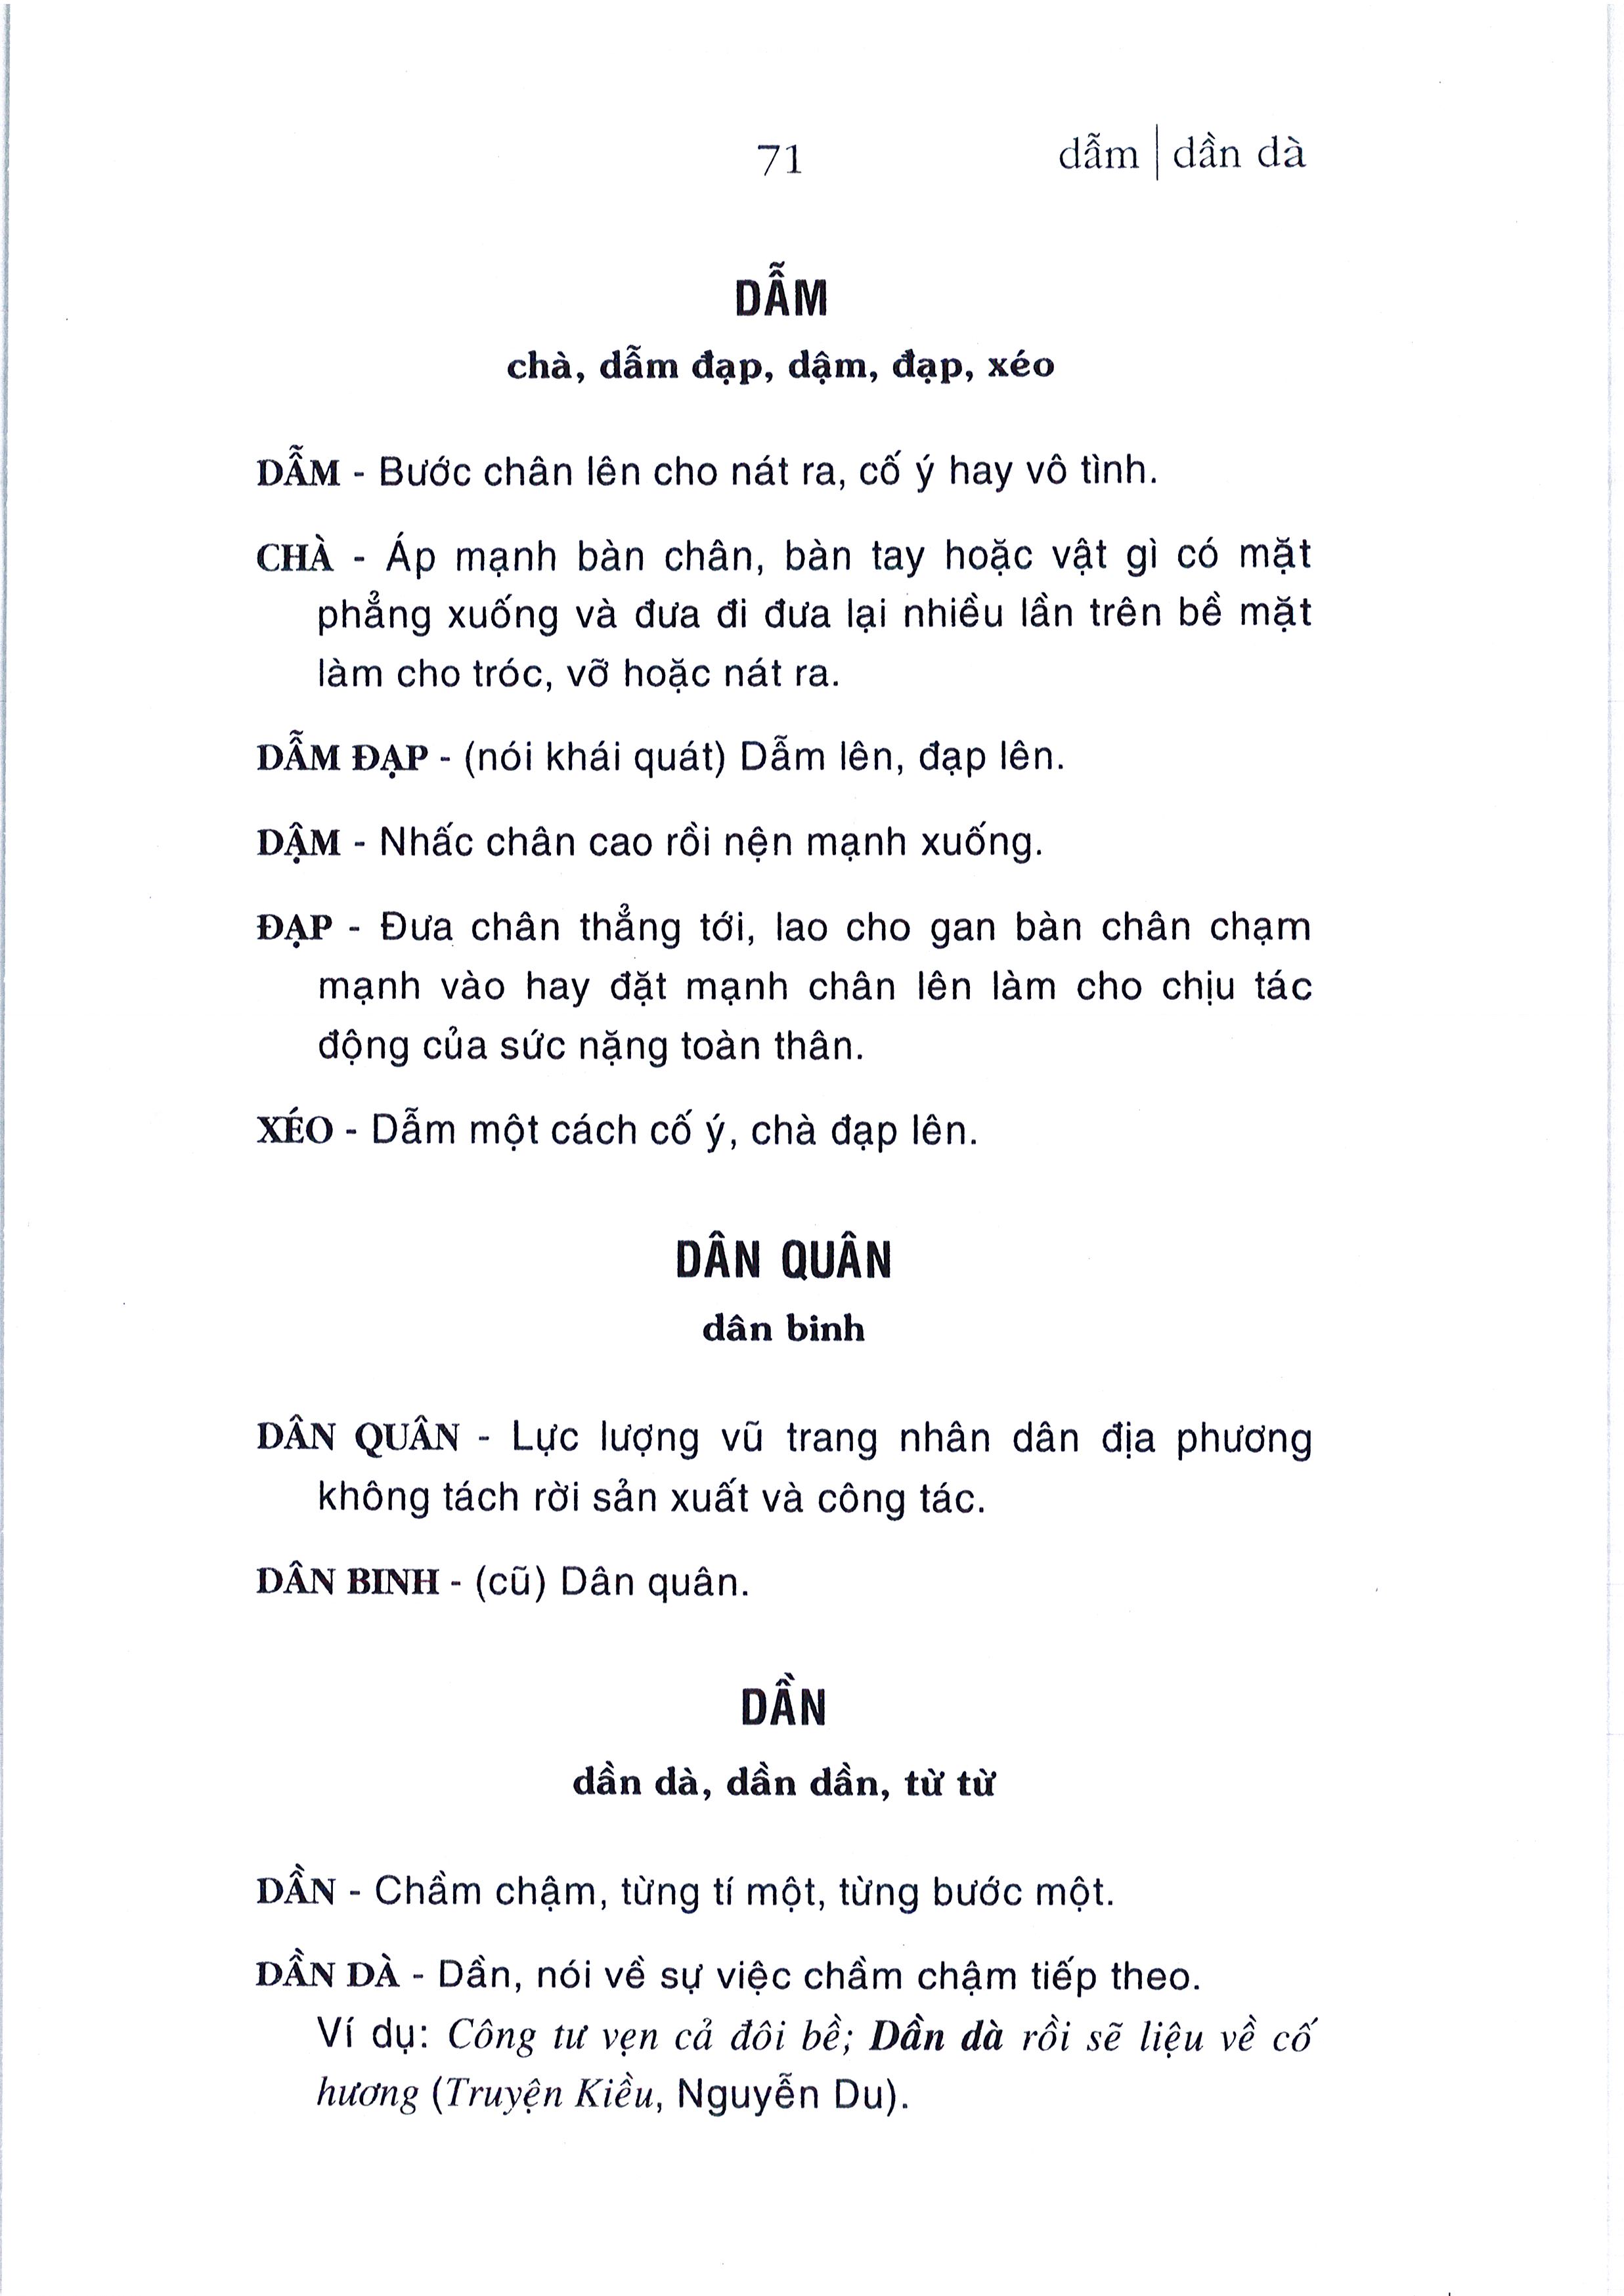 71
dẫm | dần dà
DẪM
chà, dẫm đạp, dậm, đạp, xéo
DẪM - Bước chân lên cho nát ra, cố ý hay vô tình.
CHÀ - Áp mạnh bàn chân, bàn tay hoặc vật gì có mặt
phẳng xuống và đưa đi đưa lại nhiều lần trên bề mặt
làm cho tróc, vỡ hoặc nát ra.
DẪM ĐẠP - (nói khái quát) Dẫm lên, đạp lên.
DẬM - Nhấc chân cao rồi nện mạnh xuống.
ĐẠP - Đưa chân thẳng tới, lao cho gan bàn chân chạm
mạnh vào hay đặt mạnh chân lên làm cho chịu tác
động của sức nặng toàn thân.
XÉO - Dẫm một cách cố ý, chà đạp lên.
DÂN QUÂN
dân binh
DÂN QUÂN - Lực lượng vũ trang nhân dân địa phương
không tách rời sản xuất và công tác.
DÂN BINH - (cũ) Dân quân.
DẦN
dần dà, dần dần, từ từ
DẦN - Chầm chậm, từng tí một, từng bước một.
DẦN DÀ - Dần, nói về sự việc chầm chậm tiếp theo.
Ví dụ: Công tư vẹn cả đôi bề; Dần dà rồi sẽ liệu về cố
hương (Truyện Kiều, Nguyễn Du).